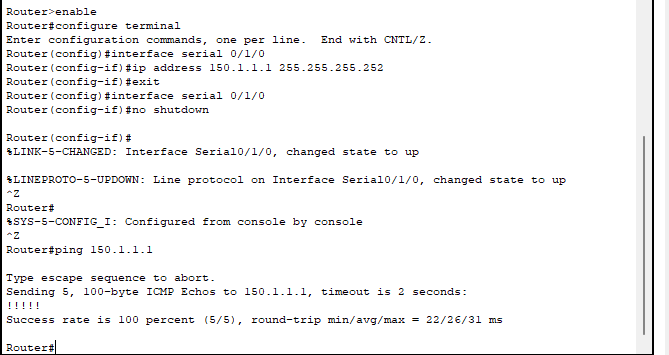 Router>enable
Router#configure terminal
Enter configuration commands, one per line.  End with CNTL/Z.
Router(config)#interface serial 0/1/0
Router(config-if)#ip address 150.1.1.1 255.255.255.252
Router(config-if)#exit
Router(config)#interface serial 0/1/0
Router(config-if)#no shutdown
Router(config-if)#
%LINK-5-CHANGED: Interface Serial0/1/0, changed state to up
%LINEPROTO-5-UPDOWN: Line protocol on Interface Serial0/1/0, changed state to up
^Z
Router#
%SYS-5-CONFIG_I: Configured from console by console
^Z
Router#ping 150.1.1.1
Type escape sequence to abort.
Sending 5, 100-byte ICMP Echos to 150.1.1.1, timeout is 2 seconds:
!!!!!
Success rate is 100 percent (5/5), round-trip min/avg/max = 22/26/31 ms
Router#